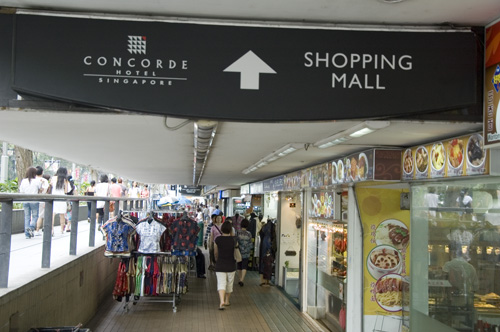 CONCORDE
HOTEL
SINGAPORE
SHOPPING
MALL